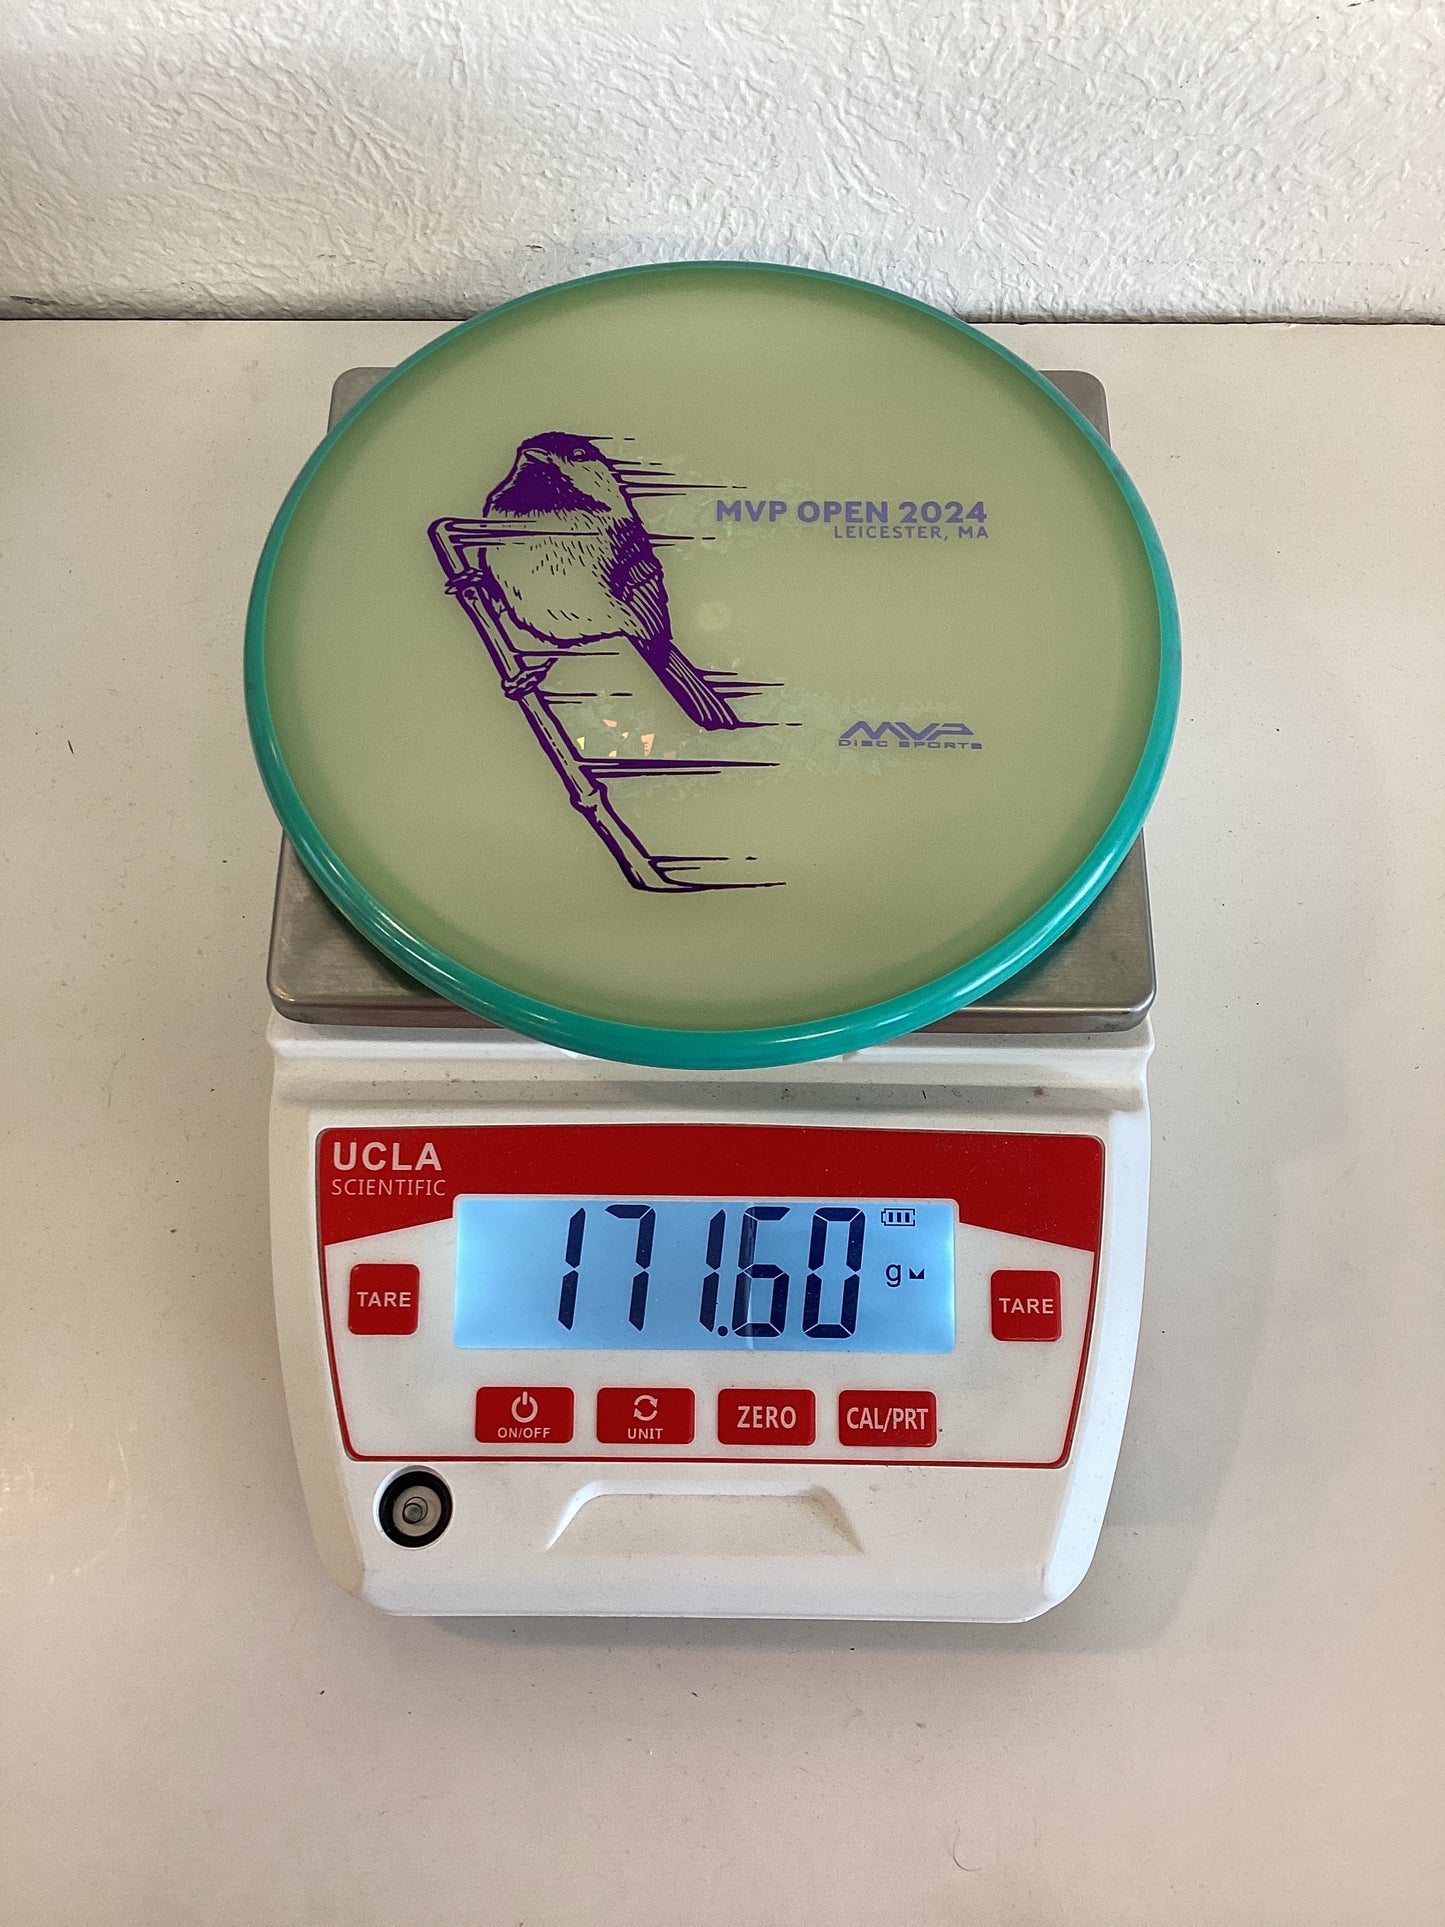 MVP OPEN 2024
LEICESTER, MA
MVP
DISC SPORTS
UCLA
SCIENTIFIC
171.60 g
TARE
TARE
ON/OFF
UNIT
ZERO
CAL/PRT